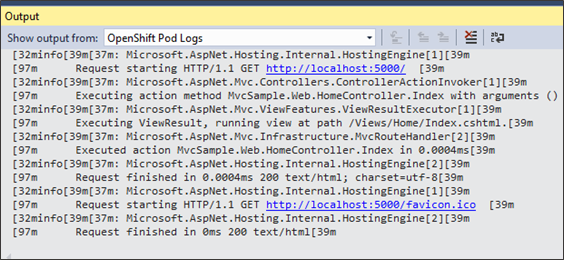 Output
Show output from: OpenShift Pod Logs
[32minfo[39m[37m: Microsoft.AspNet.Hosting.Internal.HostingEngine[1][39m
[97m      Request starting HTTP/1.1 GET http://localhost:5000/  [39m
[32minfo[39m[37m: Microsoft.AspNet.Mvc.Controllers.ControllerActionInvoker[1][39m
[97m      Executing action method MvcSample.Web.HomeController.Index with arguments ()
[32minfo[39m[37m: Microsoft.AspNet.Mvc.ViewFeatures.ViewResultExecutor[1][39m
[97m      Executing ViewResult, running view at path /Views/Home/Index.cshtml.[39m
[32minfo[39m[37m: Microsoft.AspNet.Mvc.Infrastructure.MvcRouteHandler[2][39m
[97m      Executed action MvcSample.Web.HomeController.Index in 0.0004ms[39m
[32minfo[39m[37m: Microsoft.AspNet.Hosting.Internal.HostingEngine[2][39m
[97m      Request finished in 0.0004ms 200 text/html; charset=utf-8[39m
[32minfo[39m[37m: Microsoft.AspNet.Hosting.Internal.HostingEngine[1][39m
[97m      Request starting HTTP/1.1 GET http://localhost:5000/favicon.ico  [39m
[32minfo[39m[37m: Microsoft.AspNet.Hosting.Internal.HostingEngine[2][39m
[97m      Request finished in 0ms 200 text/html[39m